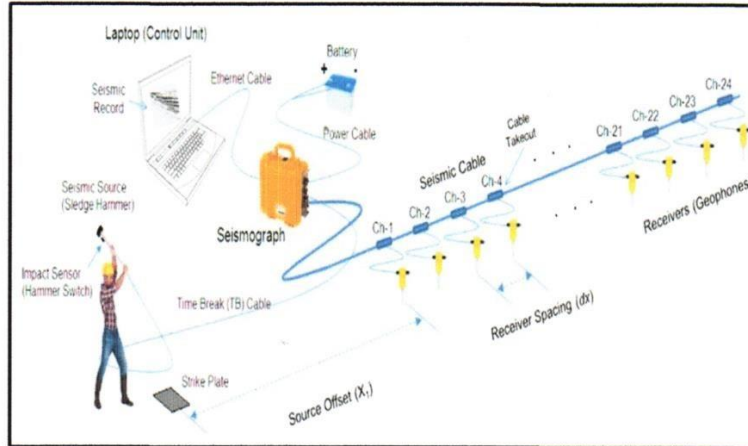 Laptop (Control Unit)
Battery
+ -
Ethernet Cable
Seismic
Record
Power Cable
Seismic Source
(Sledge Hammer)
Seismograph
Impact Sensor
(Hammer Switch)
Time Break (TB) Cable
Strike Plate
Source Offset (X1)
Seismic Cable
Cable
Takeout
Ch-1
Ch-2
Ch-3
Ch-4
. . .
Ch-21
Ch-22
Ch-23
Ch-24
. . .
Receivers (Geophones
Receiver Spacing (dx)